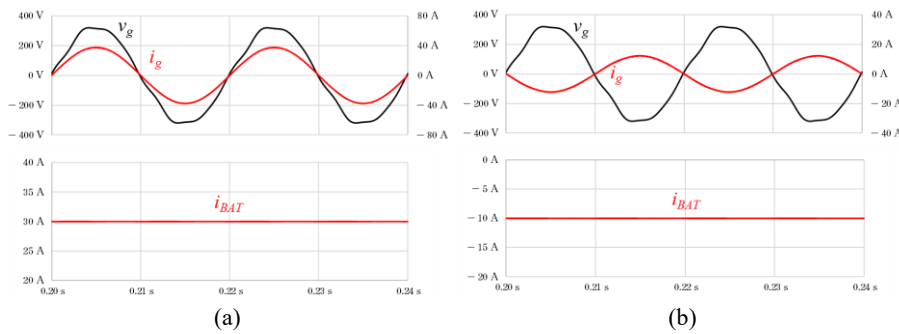 400 V
200 V
0 V
− 200 V
− 400 V
v_g
i_g
80 A
40 A
0 A
− 40 A
− 80 A
40 A
35 A
30 A
25 A
20 A
i_BAT
0.20 s
0.21 s
0.22 s
0.23 s
0.24 s
(a)
400 V
200 V
0 V
− 200 V
− 400 V
v_g
i_g
40 A
20 A
0 A
− 20 A
− 40 A
0 A
− 5 A
− 10 A
− 15 A
− 20 A
i_BAT
0.20 s
0.21 s
0.22 s
0.23 s
0.24 s
(b)